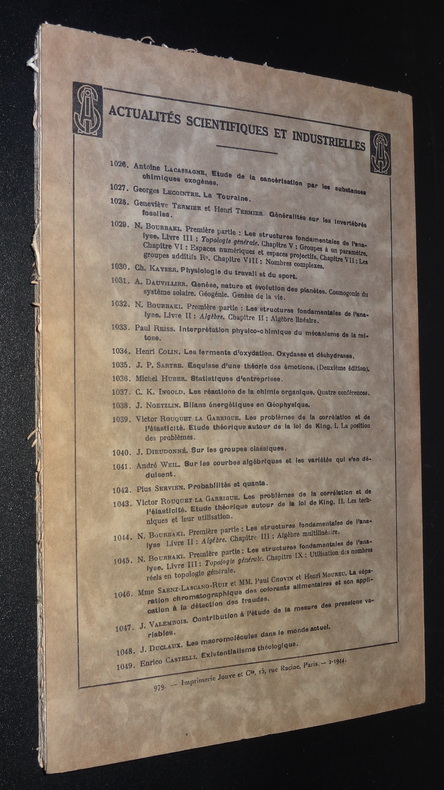 ACTUALITÉS SCIENTIFIQUES ET INDUSTRIELLES
1026. Antoine LACASSAGNE, Etude de la cancérisation par les substances
chimiques exogènes.
1027. Georges LECOINTRE, La Touraine.
1028. Geneviève TERMIER et Henri TERMIER. Généralités sur les invertébrés
fossiles.
1029. N. BOURBAKI. Première partie : Les structures fondamentales de l'ana-
lyse. Livre III : Topologie générale. Chapitre V : Groupes à un paramètre.
Chapitre VI : Espaces numériques et espaces projectifs. Chapitre VII : Les
groupes additifs Rⁿ. Chapitre VIII : Nombres complexes.
1030. Ch. KAYSER. Physiologie du travail et du sport.
1031. A. DAUVILLIER. Genèse, nature et évolution des planètes. Cosmogonie du
système solaire. Géogénie. Genèse de la vie.
1032. N. BOURBAKI. Première partie : Les structures fondamentales de l'ana-
lyse. Livre II : Algèbre. Chapitre II : Algèbre linéaire.
1033. Paul REISS. Interprétation physico-chimique du mécanisme de la mi-
tose.
1034. Henri COLIN. Les ferments d'oxydation. Oxydases et déhydrases.
1035. J. P. SARTRE. Esquisse d'une théorie des émotions. (Deuxième édition).
1036. Michel HUBER. Statistiques d'entreprises.
1037. C. K. INGOLD. Les réactions de la chimie organique. Quatre conférences.
1038. J. NOETZLIN. Bilans énergétiques en Géophysique.
1039. Victor ROUQUET LA GARRIGUE. Les problèmes de la corrélation et de
l'élasticité. Etude théorique autour de la loi de King. I. La position
des problèmes.
1040. J. DIEUDONNÉ. Sur les groupes classiques.
1041. André WEIL. Sur les courbes algébriques et les variétés qui s'en dé-
duisent.
1042. Pius SERVIEN. Probabilités et quanta.
1043. Victor ROUQUET LA GARRIGUE. Les problèmes de la corrélation et de
l'élasticité. Etude théorique autour de la loi de King. II. Les tech-
niques et leur utilisation.
1044. N. BOURBAKI. Première partie : Les structures fondamentales de l'ana-
lyse Livre II : Algèbre. Chapitre III : Algèbre multilinéaire.
1045. N. BOURBAKI. Première partie : Les structures fondamentales de l'ana-
lyse, Livre III : Topologie générale. Chapitre IX : Utilisation des nombres
réels en topologie générale.
1046. Mme SAENZ LASCANO-RUIZ et MM. Paul CHOVIN et Henri MOUREU. La sépa-
ration chromatographique des colorants alimentaires et son appli-
cation à la détection des fraudes.
1047. J. VALEMBOIS. Contribution à l'étude de la mesure des pressions va-
riables.
1048. J. DUCLAUX. Les macromolécules dans le monde actuel.
1049. Enrico CASTELLI. Existentialisme théologique.
979. — Imprimerie Jouve et Cie, 15, rue Racine, Paris. —